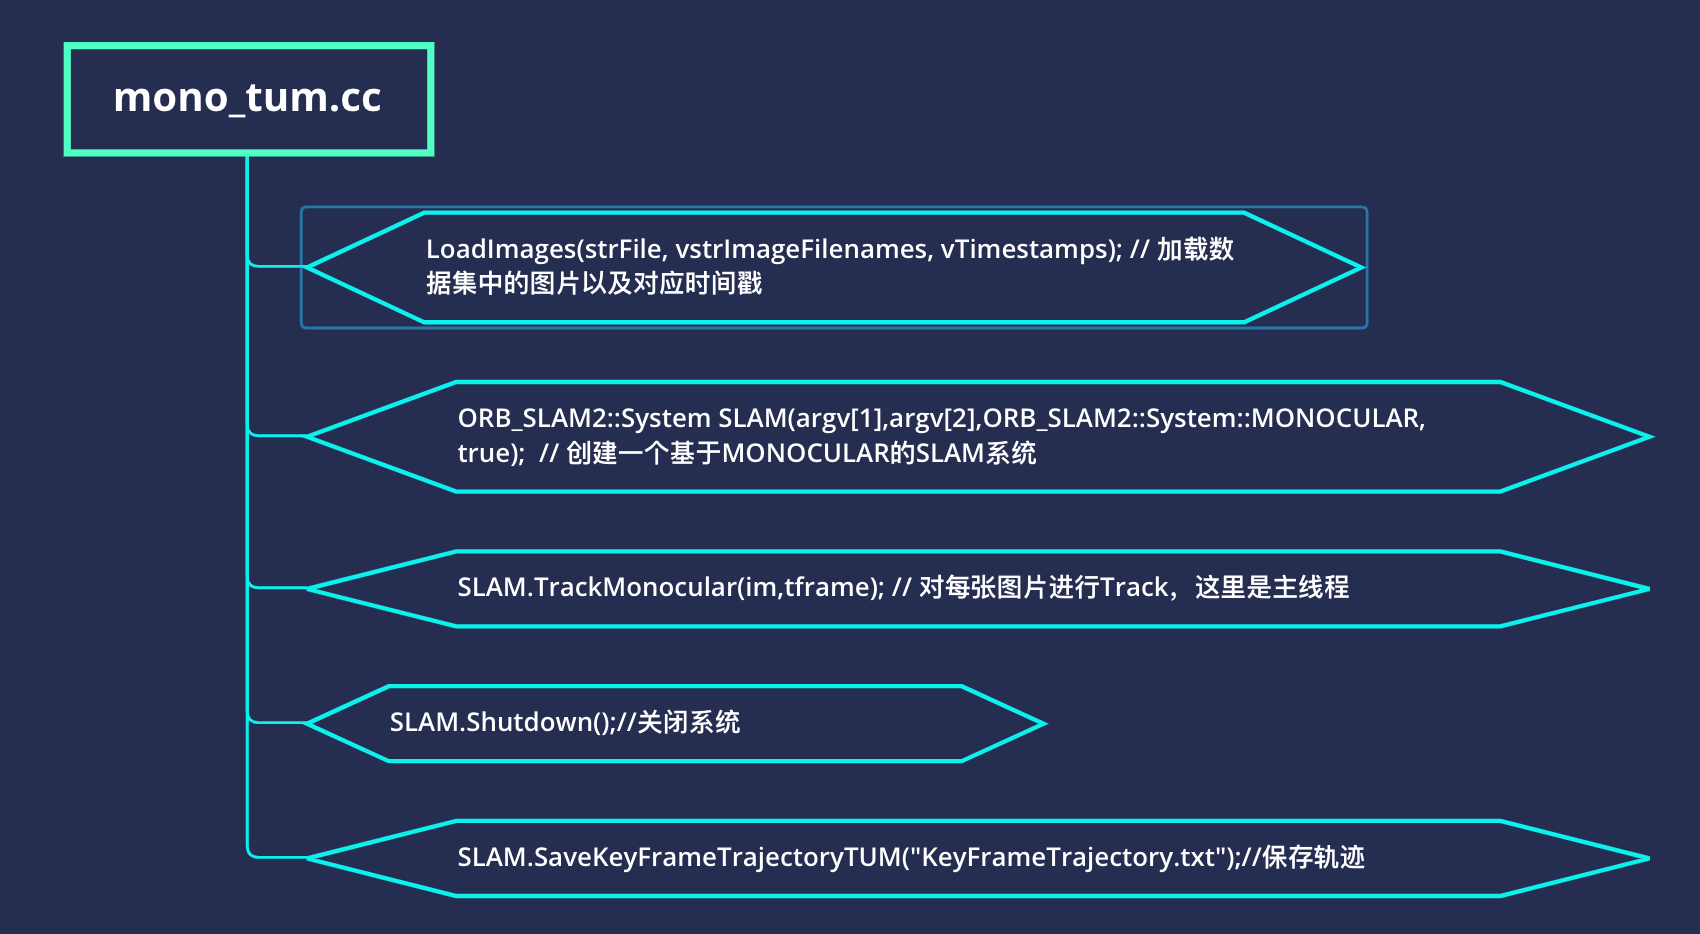 mono_tum.cc
LoadImages(strFile, vstrImageFilenames, vTimestamps); // 加载数
据集中的图片以及对应时间戳
ORB_SLAM2::System SLAM(argv[1],argv[2],ORB_SLAM2::System::MONOCULAR,
true);  // 创建一个基于MONOCULAR的SLAM系统
SLAM.TrackMonocular(im,tframe); // 对每张图片进行Track，这里是主线程
SLAM.Shutdown();//关闭系统
SLAM.SaveKeyFrameTrajectoryTUM("KeyFrameTrajectory.txt");//保存轨迹